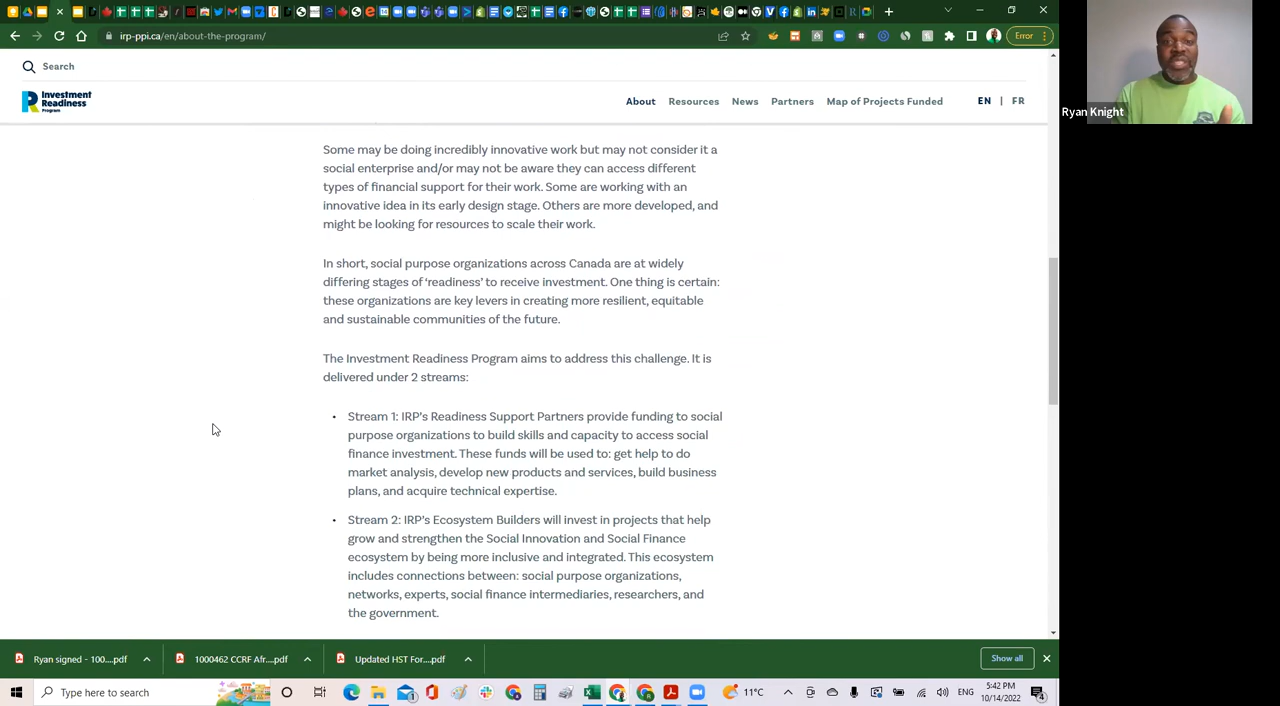 irp-ppi.ca/en/about-the-program/
Error
Search
Investment
Readiness
Program
About
Resources
News
Partners
Map of Projects Funded
EN | FR
Ryan Knight
Some may be doing incredibly innovative work but may not consider it a
social enterprise and/or may not be aware they can access different
types of financial support for their work. Some are working with an
innovative idea in its early design stage. Others are more developed, and
might be looking for resources to scale their work.
In short, social purpose organizations across Canada are at widely
differing stages of ‘readiness’ to receive investment. One thing is certain:
these organizations are key levers in creating more resilient, equitable
and sustainable communities of the future.
The Investment Readiness Program aims to address this challenge. It is
delivered under 2 streams:
• Stream 1: IRP’s Readiness Support Partners provide funding to social
purpose organizations to build skills and capacity to access social
finance investment. These funds will be used to: get help to do
market analysis, develop new products and services, build business
plans, and acquire technical expertise.
• Stream 2: IRP’s Ecosystem Builders will invest in projects that help
grow and strengthen the Social Innovation and Social Finance
ecosystem by being more inclusive and integrated. This ecosystem
includes connections between: social purpose organizations,
networks, experts, social finance intermediaries, researchers, and
the government.
Ryan signed - 100....pdf
1000462 CCRF Afr....pdf
Updated HST For....pdf
Show all
Type here to search
11°C
ENG
5:42 PM
10/14/2022